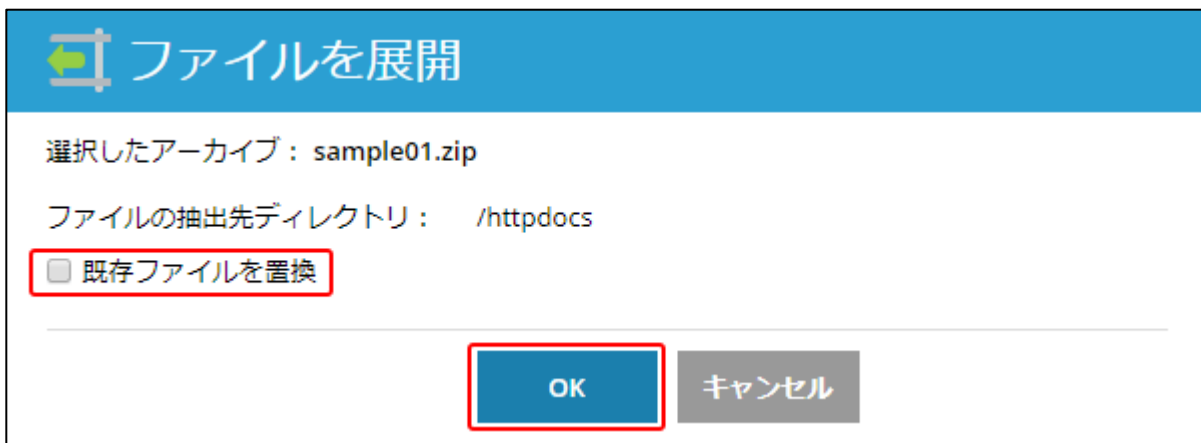 ファイルを展開
選択したアーカイブ： sample01.zip
ファイルの抽出先ディレクトリ： /httpdocs
既存ファイルを置換
OK キャンセル